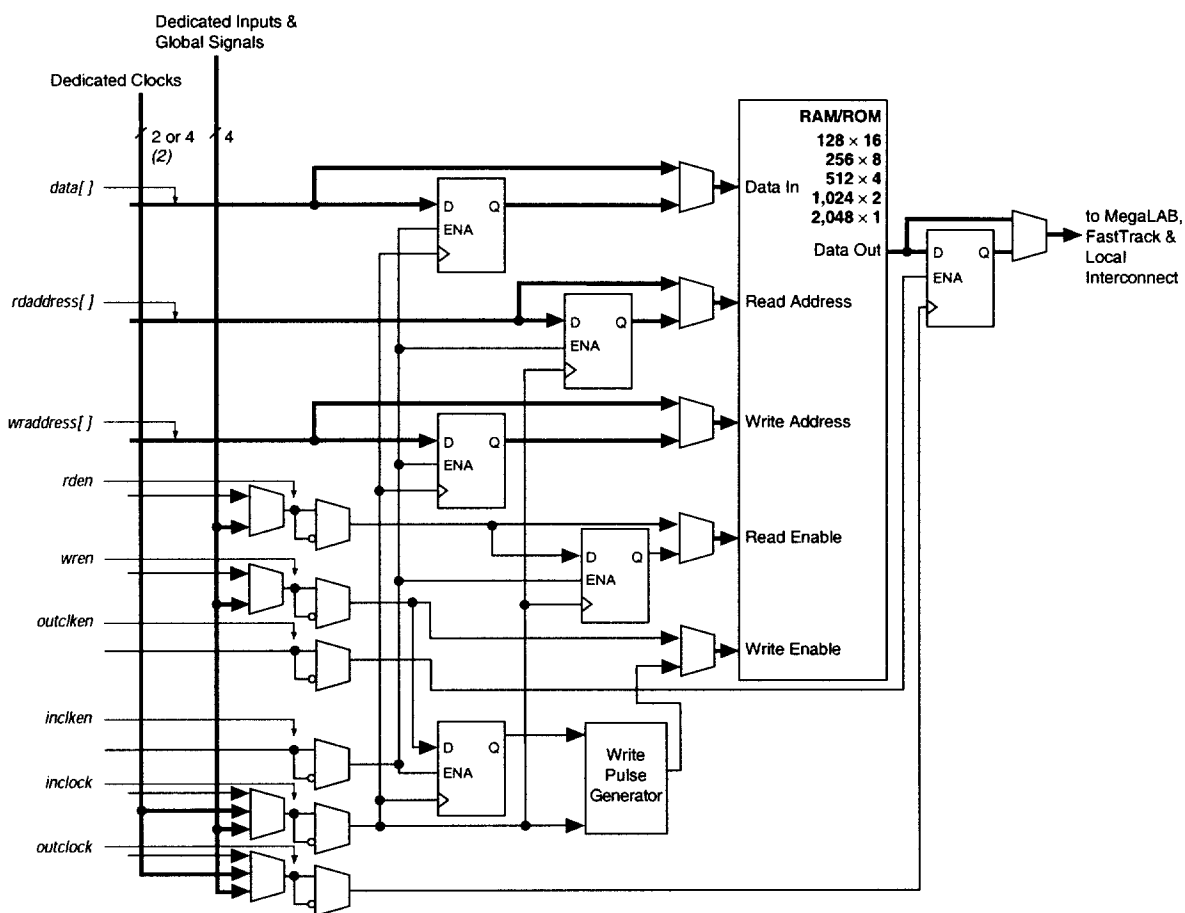 Dedicated Inputs &
Global Signals
Dedicated Clocks
2 or 4
(2)
4
RAM/ROM
128 × 16
256 × 8
512 × 4
1,024 × 2
2,048 × 1
data[ ]
D Q
ENA
Data In
Data Out
D Q
ENA
to MegaLAB,
FastTrack &
Local
Interconnect
rdaddress[ ]
D Q
ENA
Read Address
wraddress[ ]
D Q
ENA
Write Address
rden
D Q
ENA
Read Enable
wren
outclken
Write Enable
inclken
D Q
ENA
Write
Pulse
Generator
inclock
outclock